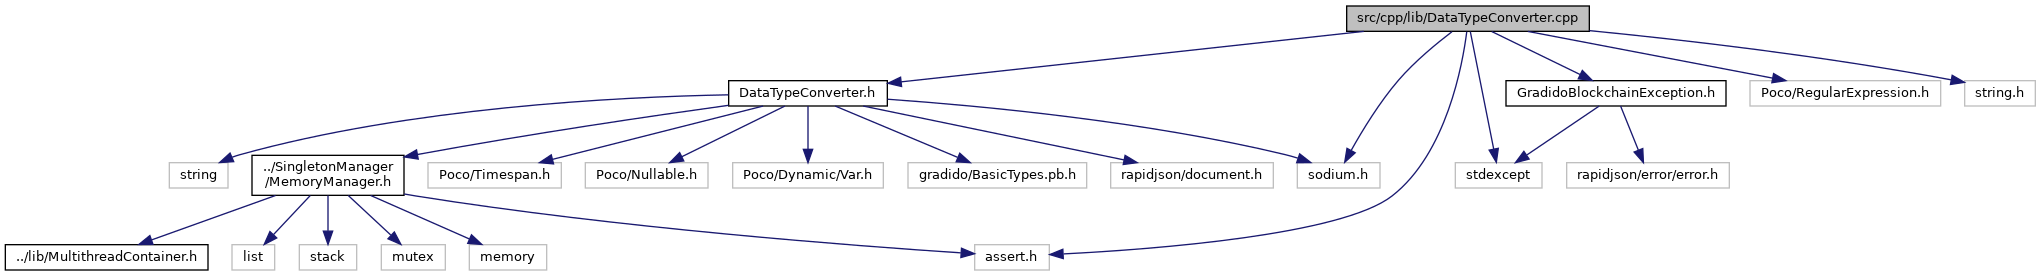 src/cpp/lib/DataTypeConverter.cpp
DataTypeConverter.h
GradidoBlockchainException.h
Poco/RegularExpression.h
string.h
string
../SingletonManager
/MemoryManager.h
Poco/Timespan.h
Poco/Nullable.h
Poco/Dynamic/Var.h
gradido/BasicTypes.pb.h
rapidjson/document.h
sodium.h
stdexcept
rapidjson/error/error.h
../lib/MultithreadContainer.h
list
stack
mutex
memory
assert.h